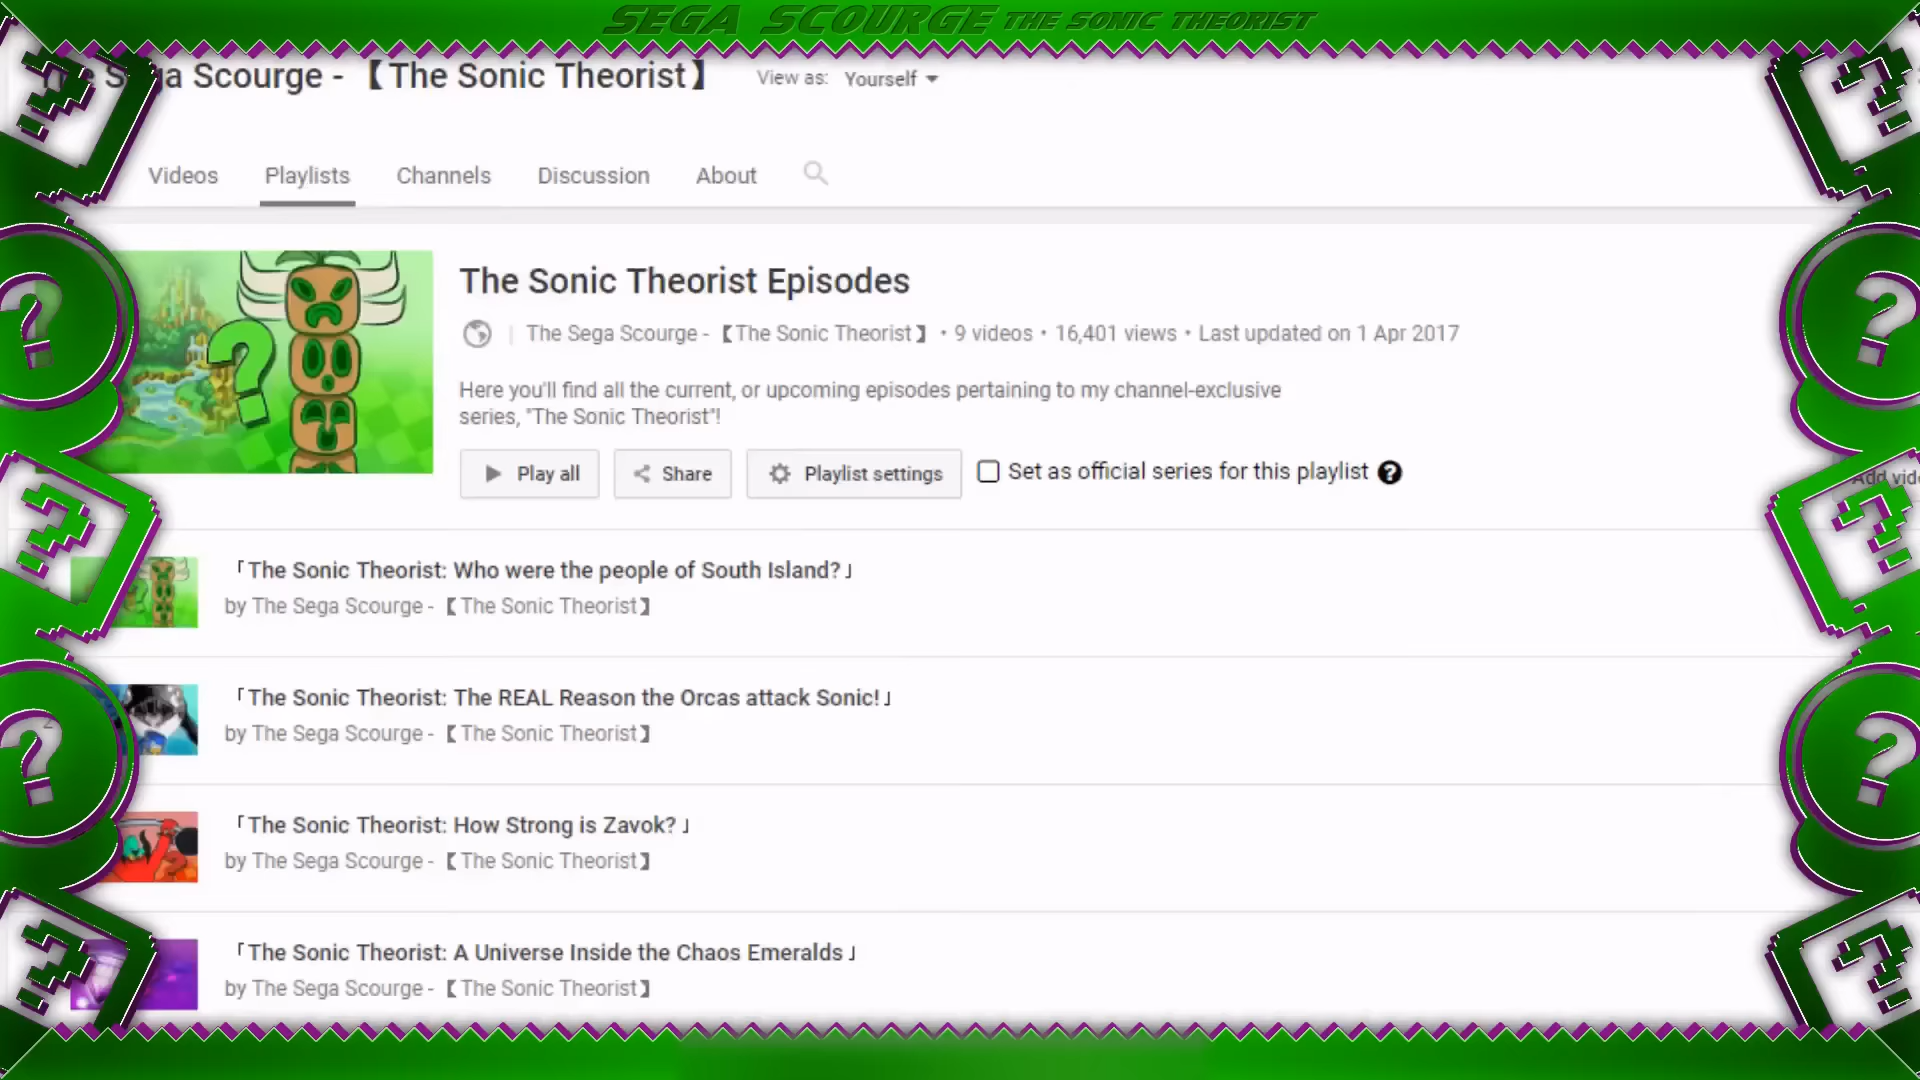 SEGA SCOURGE THE SONIC THEORIST
The Sega Scourge - 【The Sonic Theorist】 View as: Yourself
Videos Playlists Channels Discussion About
The Sonic Theorist Episodes
| The Sega Scourge - 【The Sonic Theorist】 • 9 videos • 16,401 views • Last updated on 1 Apr 2017
Here you'll find all the current, or upcoming episodes pertaining to my channel-exclusive
series, "The Sonic Theorist"!
Play all Share Playlist settings Set as official series for this playlist ?
Add vide
「The Sonic Theorist: Who were the people of South Island?」
by The Sega Scourge - 【The Sonic Theorist】
2
「The Sonic Theorist: The REAL Reason the Orcas attack Sonic!」
by The Sega Scourge - 【The Sonic Theorist】
「The Sonic Theorist: How Strong is Zavok?」
by The Sega Scourge - 【The Sonic Theorist】
「The Sonic Theorist: A Universe Inside the Chaos Emeralds」
by The Sega Scourge - 【The Sonic Theorist】